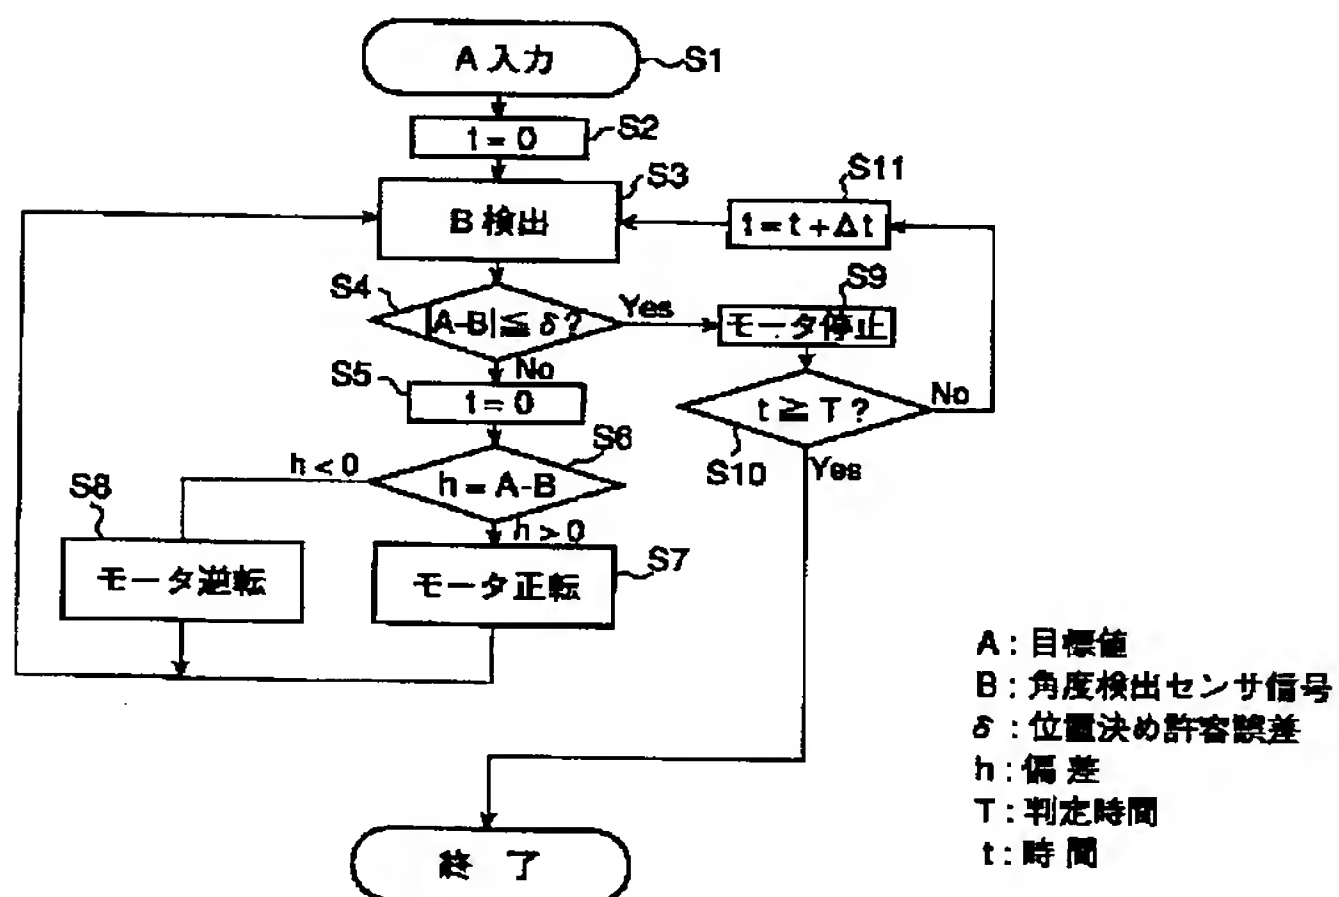 A 入力
S1
t = 0
S2
B 検出
S3
t = t + Δt
S11
S4
|A-B| ≦ δ ?
Yes
モータ停止
S9
No
S5
t = 0
t ≧ T ?
No
S10
Yes
h = A-B
S6
h < 0
h > 0
S8
モータ逆転
モータ正転
S7
終 了
A : 目標値
B : 角度検出センサ信号
δ : 位置決め許容誤差
h : 偏 差
T : 判定時間
t : 時 間